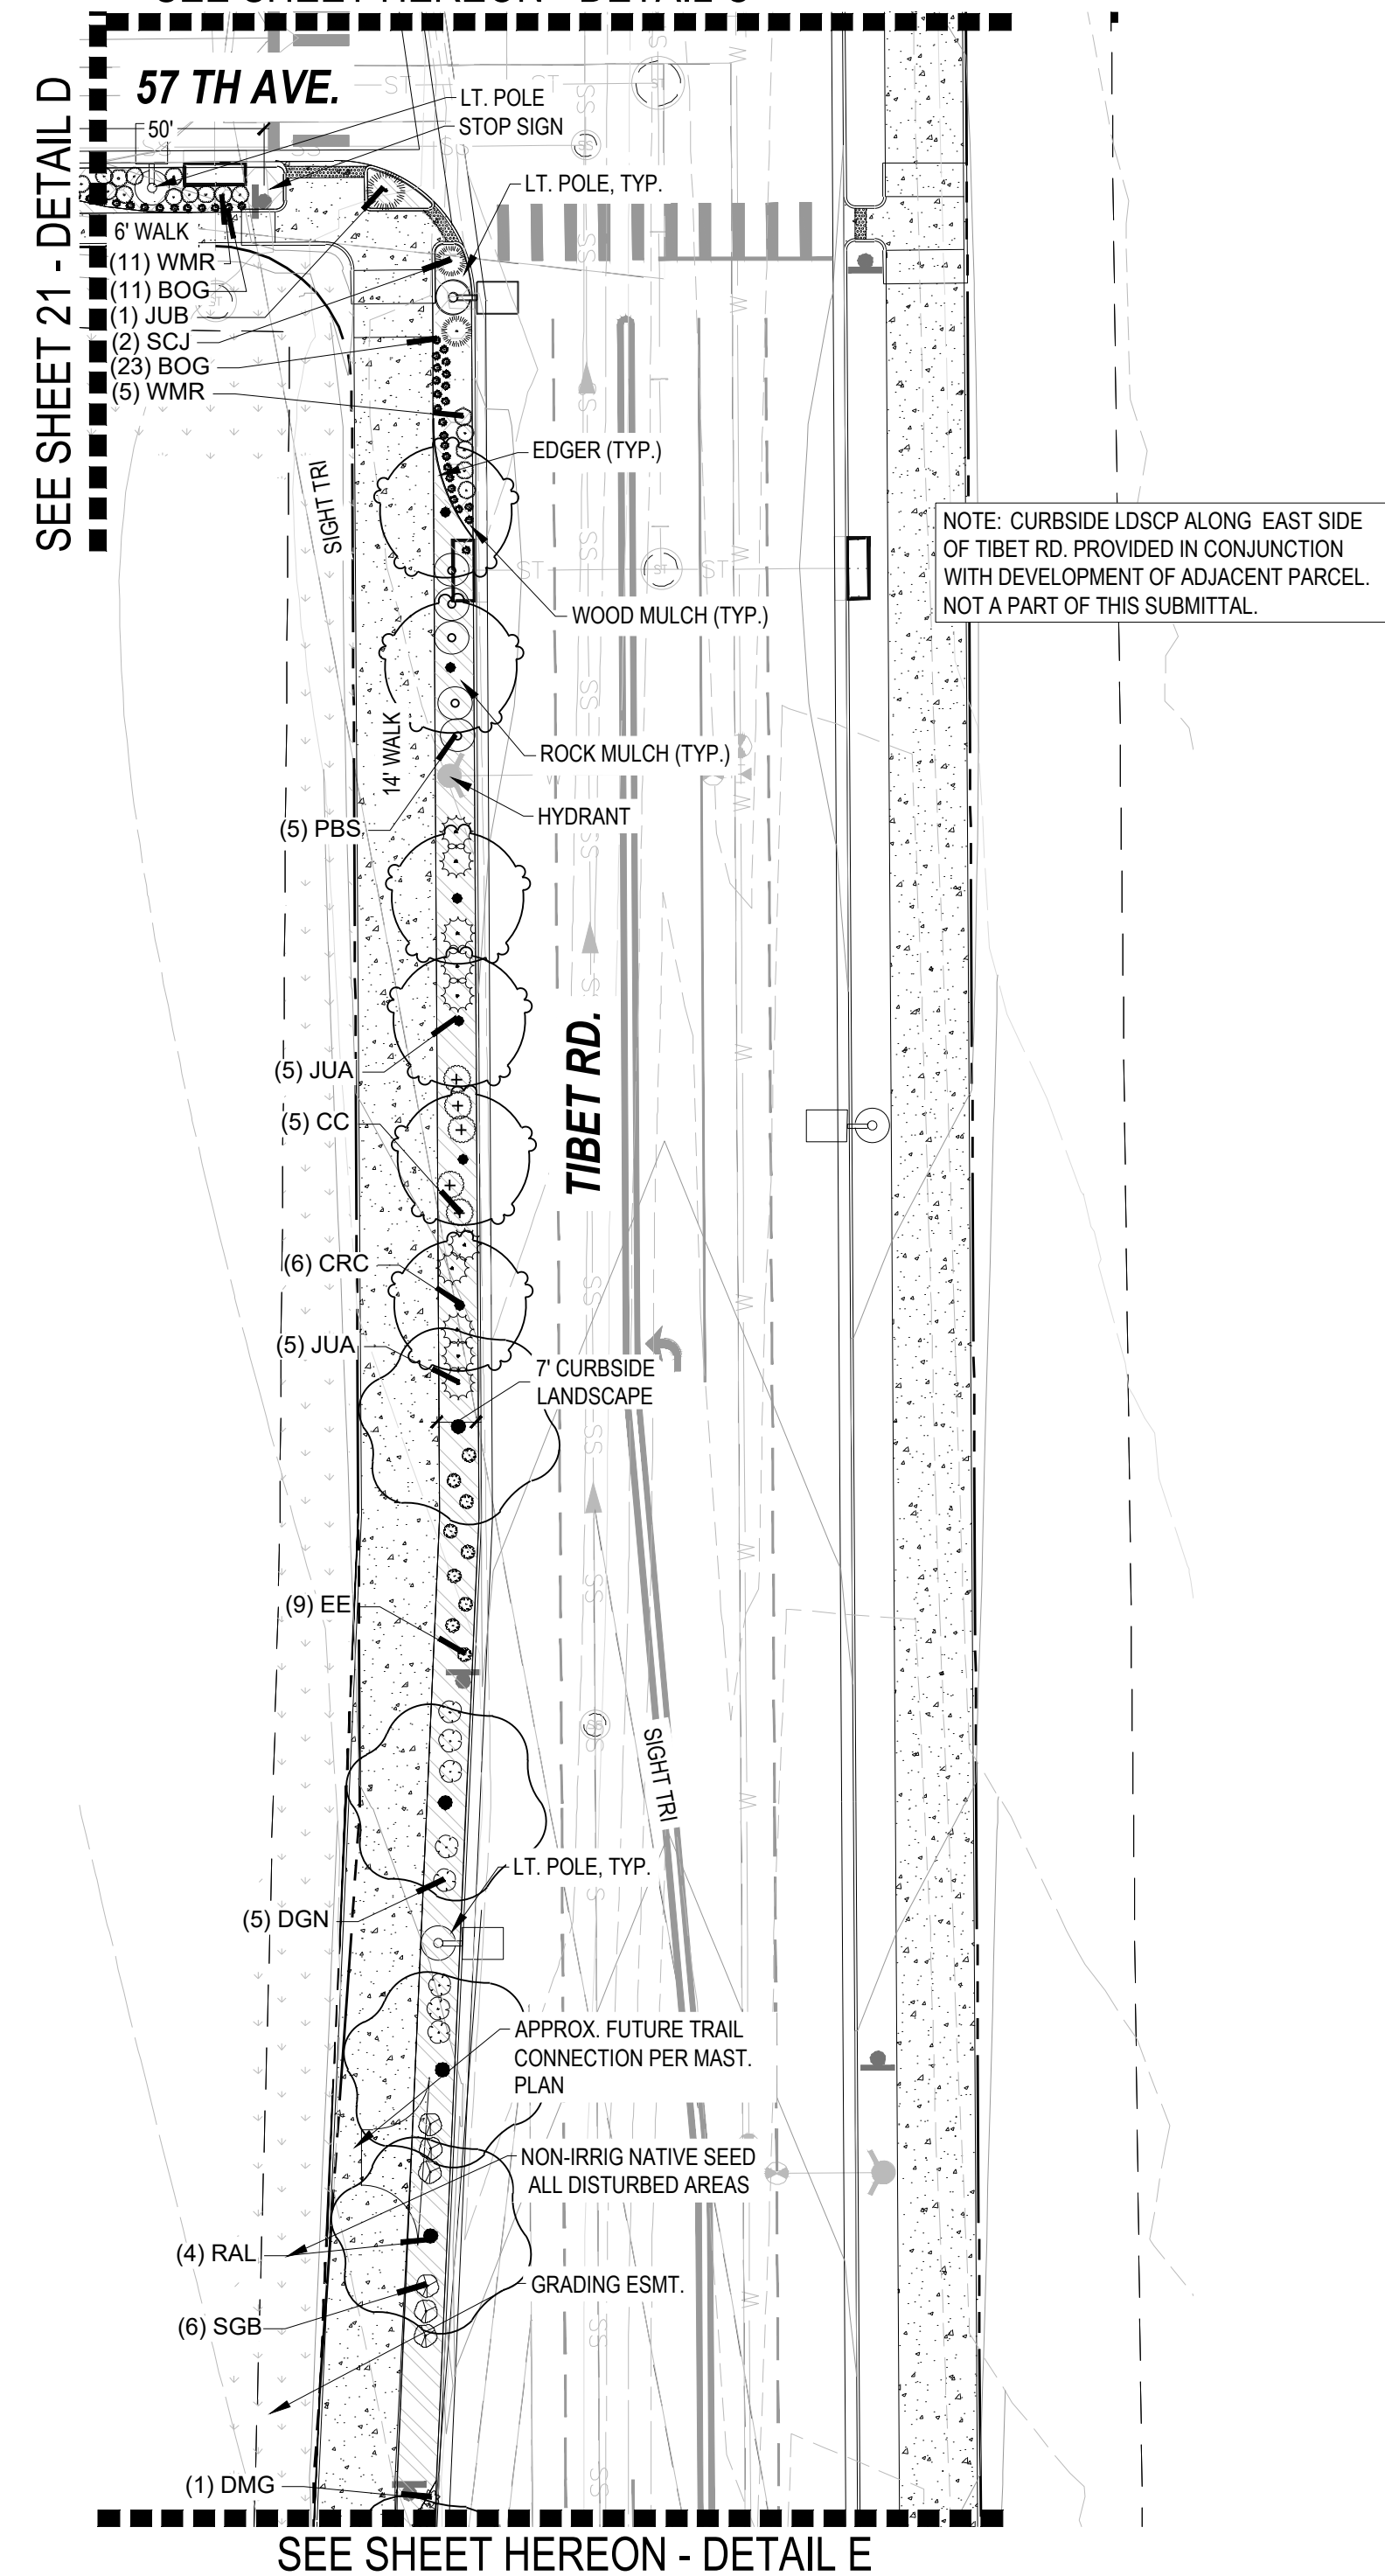 57 TH AVE.
50'
LT. POLE
STOP SIGN
LT. POLE, TYP.
SEE SHEET 21 - DETAIL D
6' WALK
(11) WMR
(11) BOG
(1) JUB
(2) SCJ
(23) BOG
(5) WMR
EDGER (TYP.)
SIGHT TRI
NOTE: CURBSIDE LDSCP ALONG EAST SIDE
OF TIBET RD. PROVIDED IN CONJUNCTION
WITH DEVELOPMENT OF ADJACENT PARCEL.
NOT A PART OF THIS SUBMITTAL.
WOOD MULCH (TYP.)
14' WALK
ROCK MULCH (TYP.)
HYDRANT
(5) PBS
TIBET RD.
(5) JUA
(5) CC
(6) CRC
(5) JUA
7' CURBSIDE
LANDSCAPE
(9) EE
SIGHT TRI
LT. POLE, TYP.
(5) DGN
APPROX. FUTURE TRAIL
CONNECTION PER MAST.
PLAN
NON-IRRIG NATIVE SEED
ALL DISTURBED AREAS
(4) RAL
GRADING ESMT.
(6) SGB
(1) DMG
SEE SHEET HEREON - DETAIL E